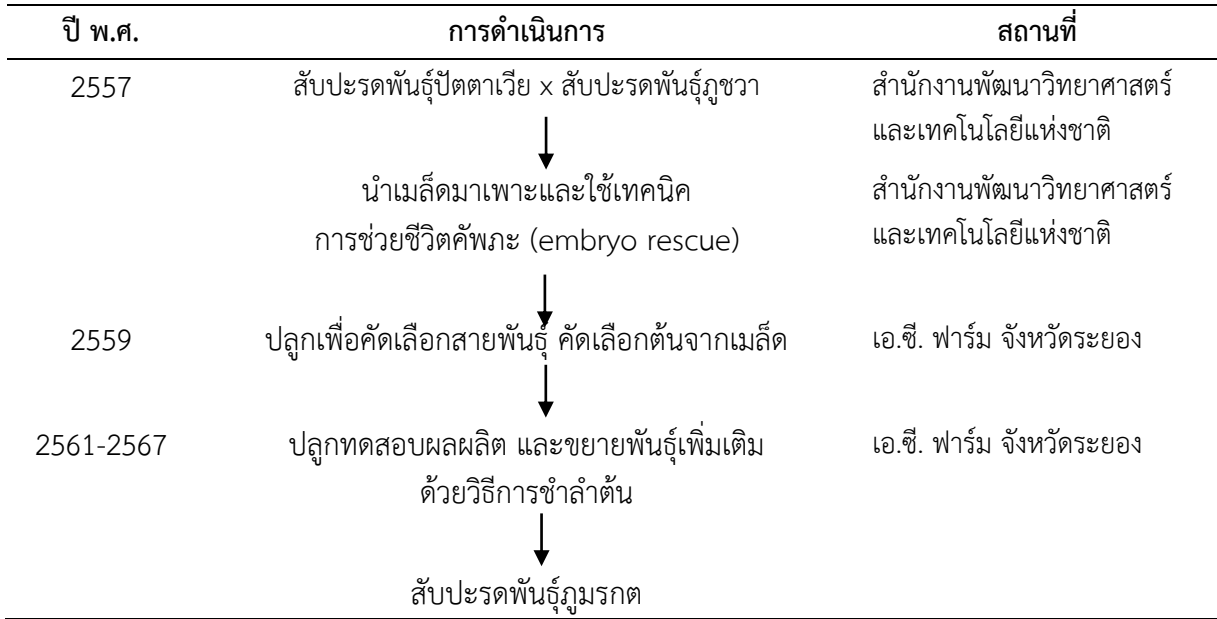 ปี พ.ศ. การดำเนินการ สถานที่
2557 สับปะรดพันธุ์ปัตตาเวีย x สับปะรดพันธุ์ภูชวา สำนักงานพัฒนาวิทยาศาสตร์
และเทคโนโลยีแห่งชาติ
นำเมล็ดมาเพาะและใช้เทคนิค สำนักงานพัฒนาวิทยาศาสตร์
การช่วยชีวิตคัพภะ (embryo rescue) และเทคโนโลยีแห่งชาติ
2559 ปลูกเพื่อคัดเลือกสายพันธุ์ คัดเลือกต้นจากเมล็ด เอ.ซี. ฟาร์ม จังหวัดระยอง
2561-2567 ปลูกทดสอบผลผลิต และขยายพันธุ์เพิ่มเติม เอ.ซี. ฟาร์ม จังหวัดระยอง
ด้วยวิธีการชำลำต้น
สับปะรดพันธุ์ภูมรกต